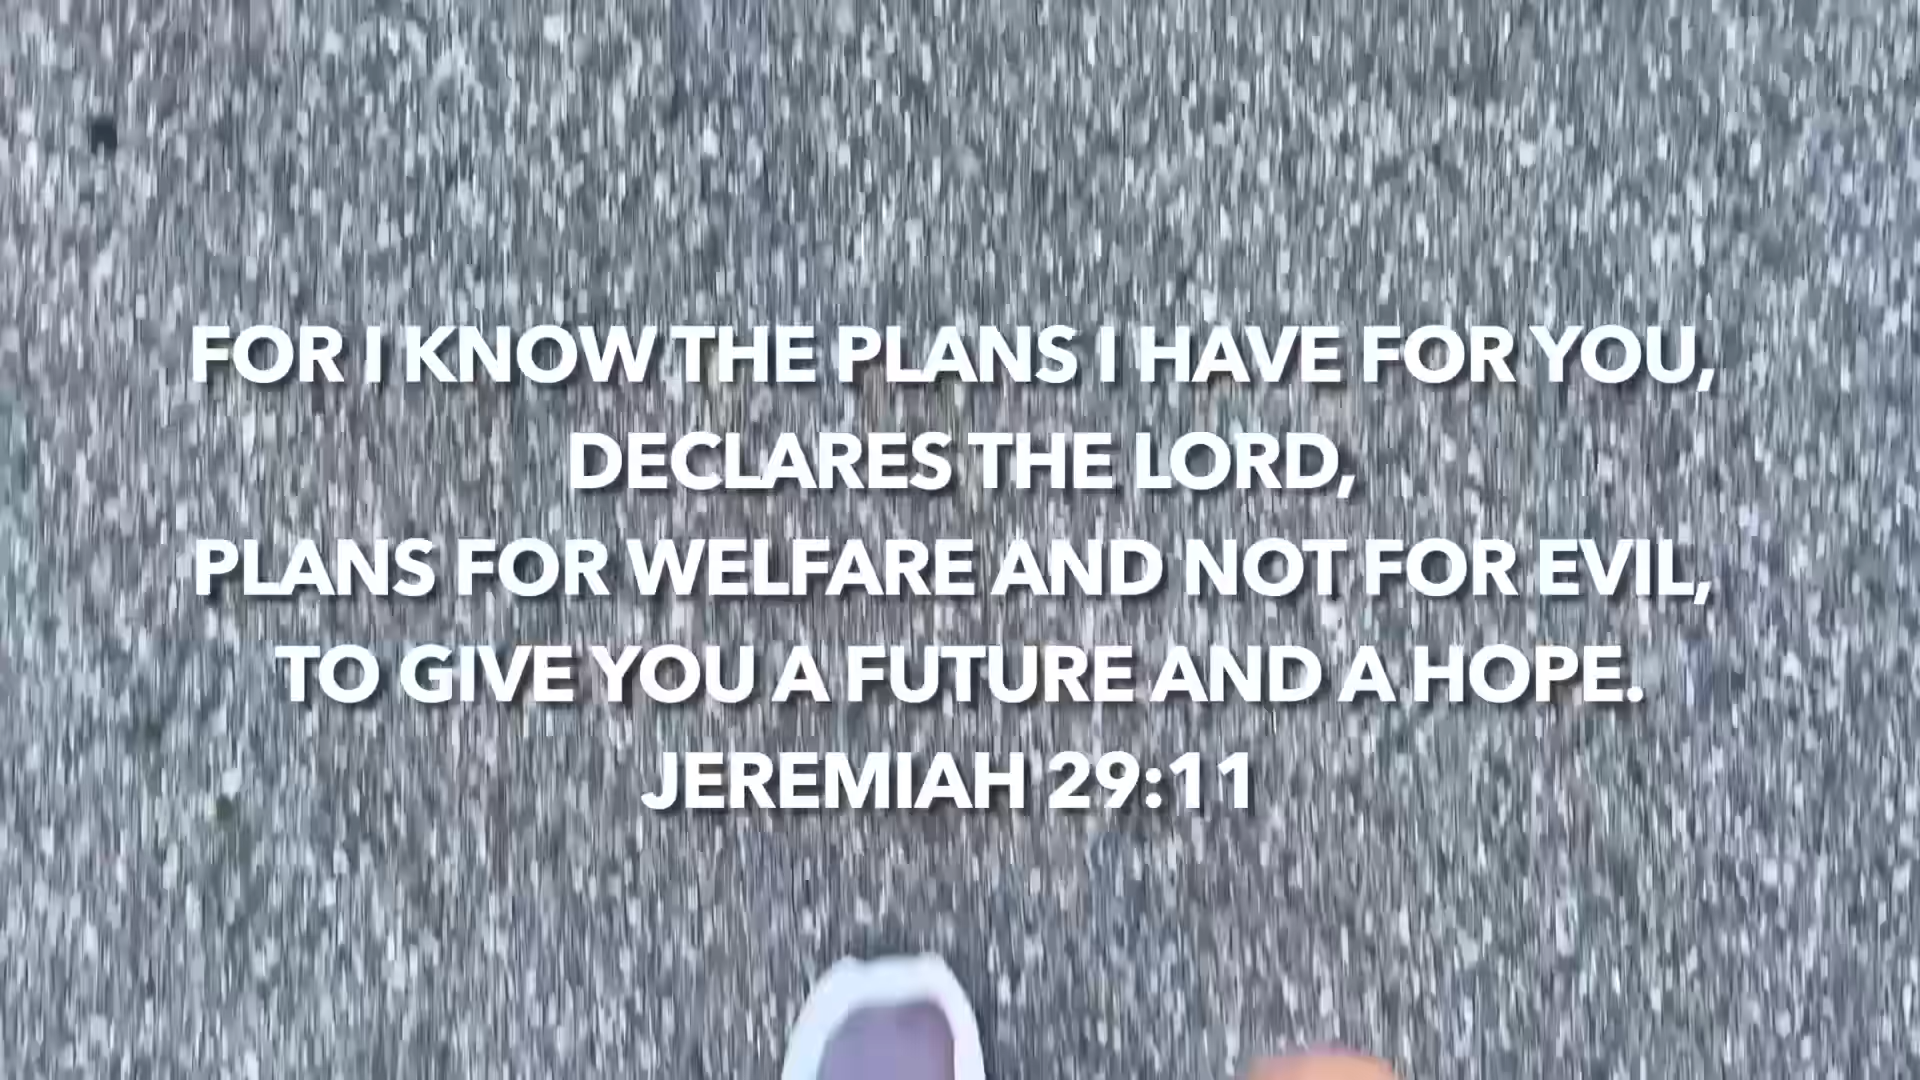 FOR I KNOW THE PLANS I HAVE FOR YOU,
DECLARES THE LORD,
PLANS FOR WELFARE AND NOT FOR EVIL,
TO GIVE YOU A FUTURE AND A HOPE.
JEREMIAH 29:11